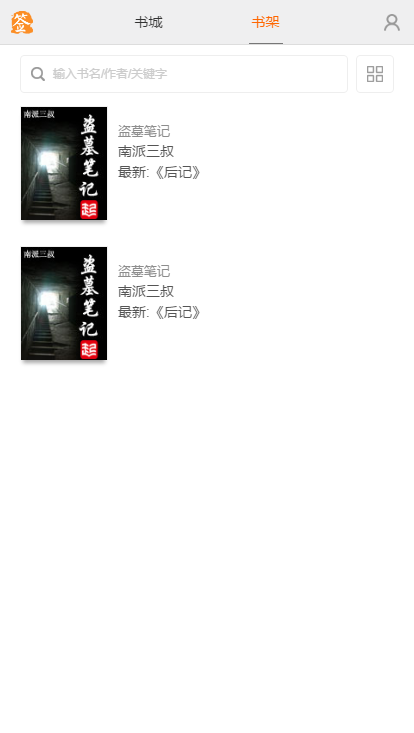 签
书城
书架
输入书名/作者/关键字
南派三叔
盗墓笔记
起
盗墓笔记
南派三叔
最新:《后记》
南派三叔
盗墓笔记
起
盗墓笔记
南派三叔
最新:《后记》